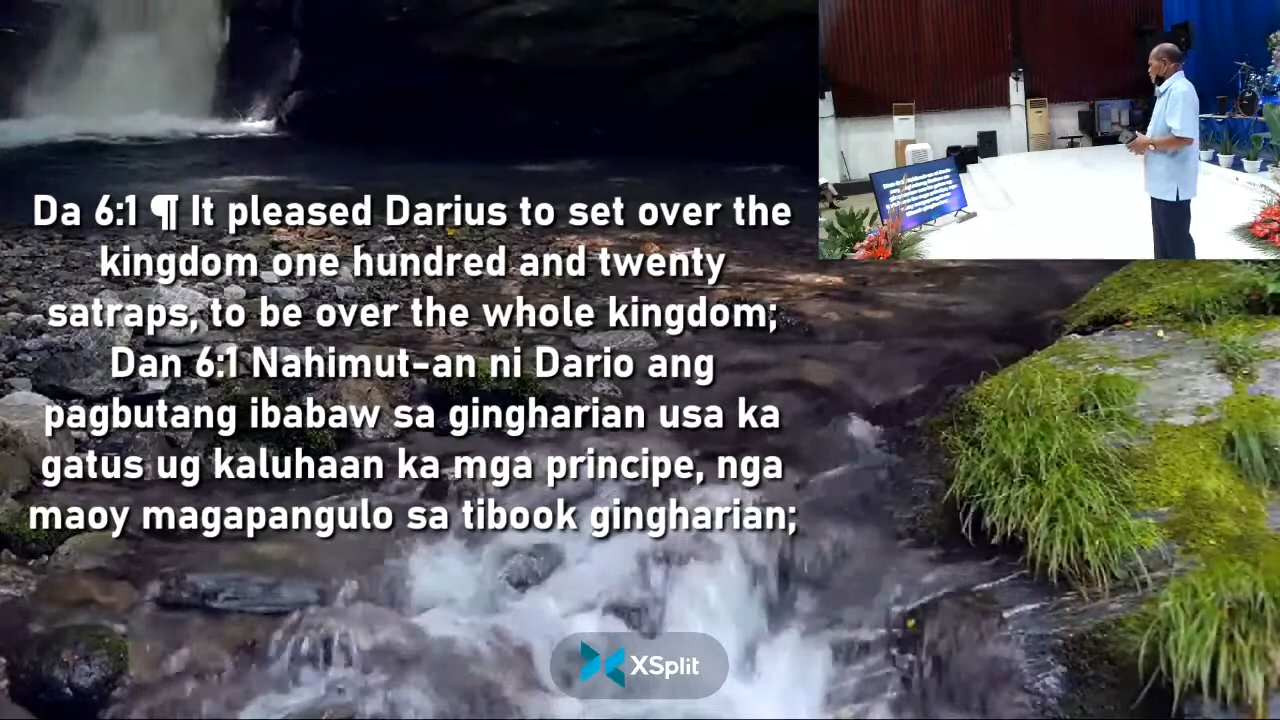 Da 6:1 ¶ It pleased Darius to set over the
kingdom one hundred and twenty
satraps, to be over the whole kingdom;
Dan 6:1 Nahimut-an ni Dario ang
pagbutang ibabaw sa gingharian usa ka
gatus ug kaluhaan ka mga principe, nga
maoy magapangulo sa tibook gingharian;
XSplit